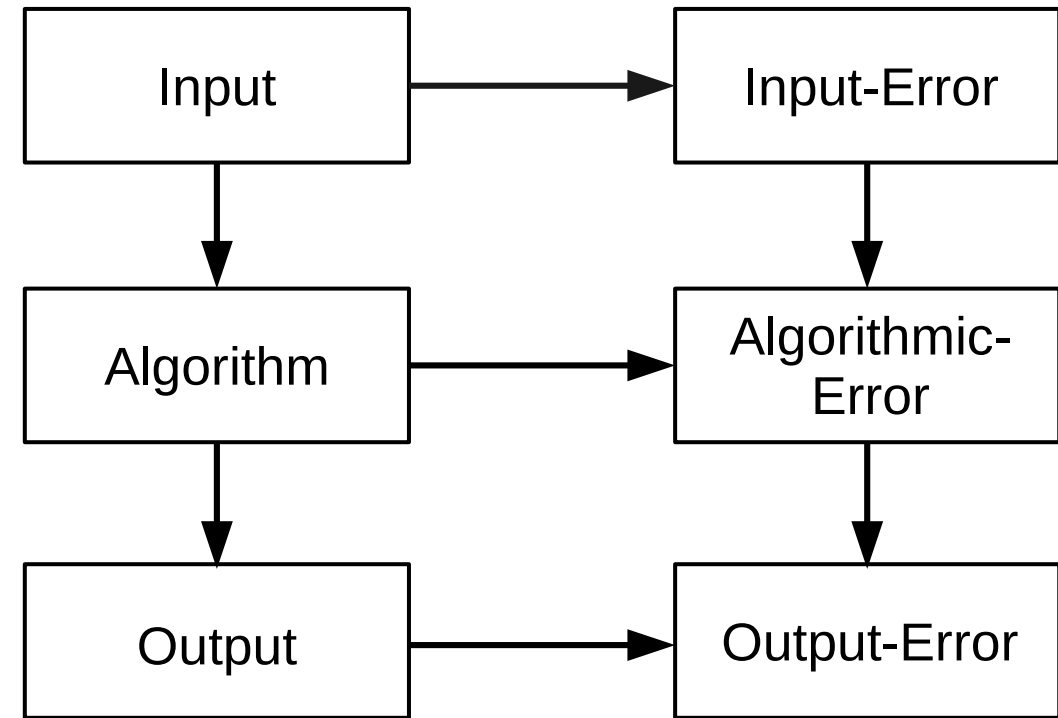 Input
Input-Error
Algorithm
Algorithmic-
Error
Output
Output-Error